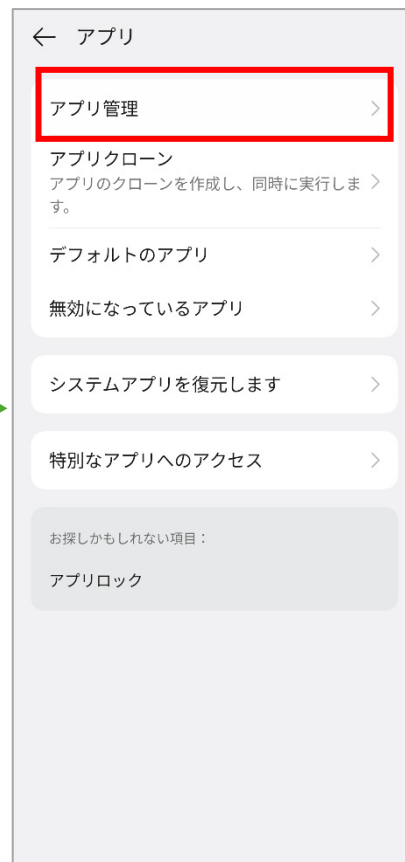 ← アプリ
アプリ管理
アプリクローン
アプリのクローンを作成し、同時に実行しま
す。
デフォルトのアプリ
無効になっているアプリ
システムアプリを復元します
特別なアプリへのアクセス
お探しかもしれない項目：
アプリロック